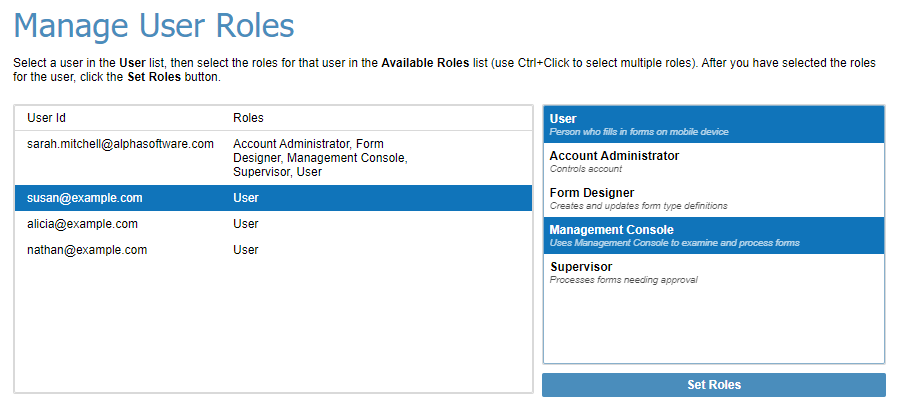 Manage User Roles
Select a user in the User list, then select the roles for that user in the Available Roles list (use Ctrl+Click to select multiple roles). After you have selected the roles
for the user, click the Set Roles button.
User Id Roles
sarah.mitchell@alphasoftware.com Account Administrator, Form
Designer, Management Console,
Supervisor, User
susan@example.com User
alicia@example.com User
nathan@example.com User
User
Person who fills in forms on mobile device
Account Administrator
Controls account
Form Designer
Creates and updates form type definitions
Management Console
Uses Management Console to examine and process forms
Supervisor
Processes forms needing approval
Set Roles